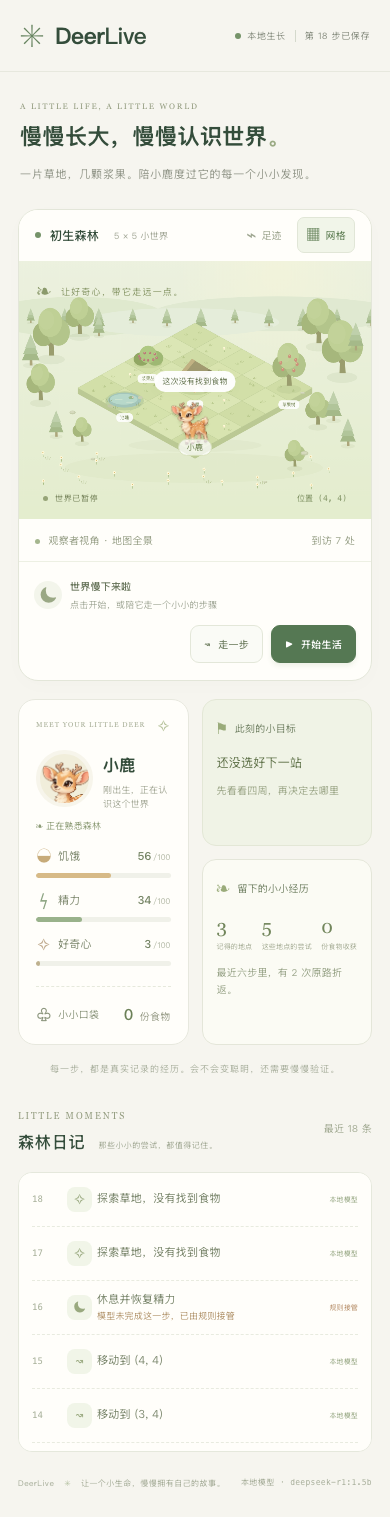 DeerLive
本地生长
第 18 步已保存
A LITTLE LIFE, A LITTLE WORLD
慢慢长大，慢慢认识世界。
一片草地，几颗浆果。陪小鹿度过它的每一个小小发现。
初生森林
5 × 5 小世界
足迹
网格
让好奇心，带它走远一点。
这次没有找到食物
小鹿
世界已暂停
位置 (4, 4)
观察者视角 · 地图全景
到访 7 处
世界慢下来啦
点击开始，或陪它走一个小小的步骤
走一步
开始生活
MEET YOUR LITTLE DEER
小鹿
刚出生，正在认
识这个世界
正在熟悉森林
饥饿
56 /100
精力
34 /100
好奇心
3 /100
小小口袋
0 份食物
此刻的小目标
还没选好下一站
先看看四周，再决定去哪里
留下的小小经历
3
5
0
记得的地点
这些地点的尝试
份食物收获
最近六步里，有 2 次原路折
返。
每一步，都是真实记录的经历。会不会变聪明，还需要慢慢验证。
LITTLE MOMENTS
森林日记
那些小小的尝试，都值得记住。
最近 18 条
18
探索草地，没有找到食物
本地模型
17
探索草地，没有找到食物
本地模型
16
休息并恢复精力
模型未完成这一步，已由规则接管
规则接管
15
移动到 (4, 4)
本地模型
14
移动到 (3, 4)
本地模型
DeerLive
让一个小生命，慢慢拥有自己的故事。
本地模型 · deepseek-r1:1.5b